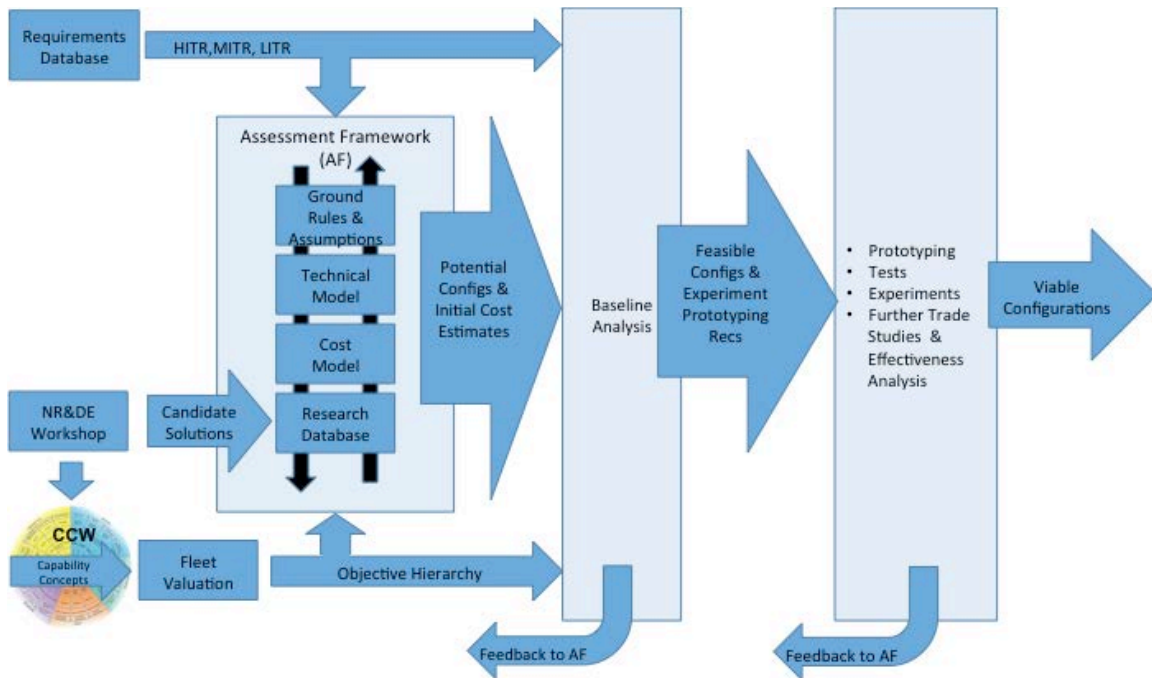 Requirements
Database
HITR,MITR, LITR
Assessment Framework
(AF)
Ground
Rules &
Assumptions
Technical
Model
Cost
Model
Research
Database
NR&DE
Workshop
Candidate
Solutions
CCW
Capability
Concepts
Fleet
Valuation
Objective Hierarchy
Potential
Configs &
Initial Cost
Estimates
Baseline
Analysis
Feedback to AF
Feasible
Configs &
Experiment
Prototyping
Recs
• Prototyping
• Tests
• Experiments
• Further Trade
Studies &
Effectiveness
Analysis
Feedback to AF
Viable
Configurations